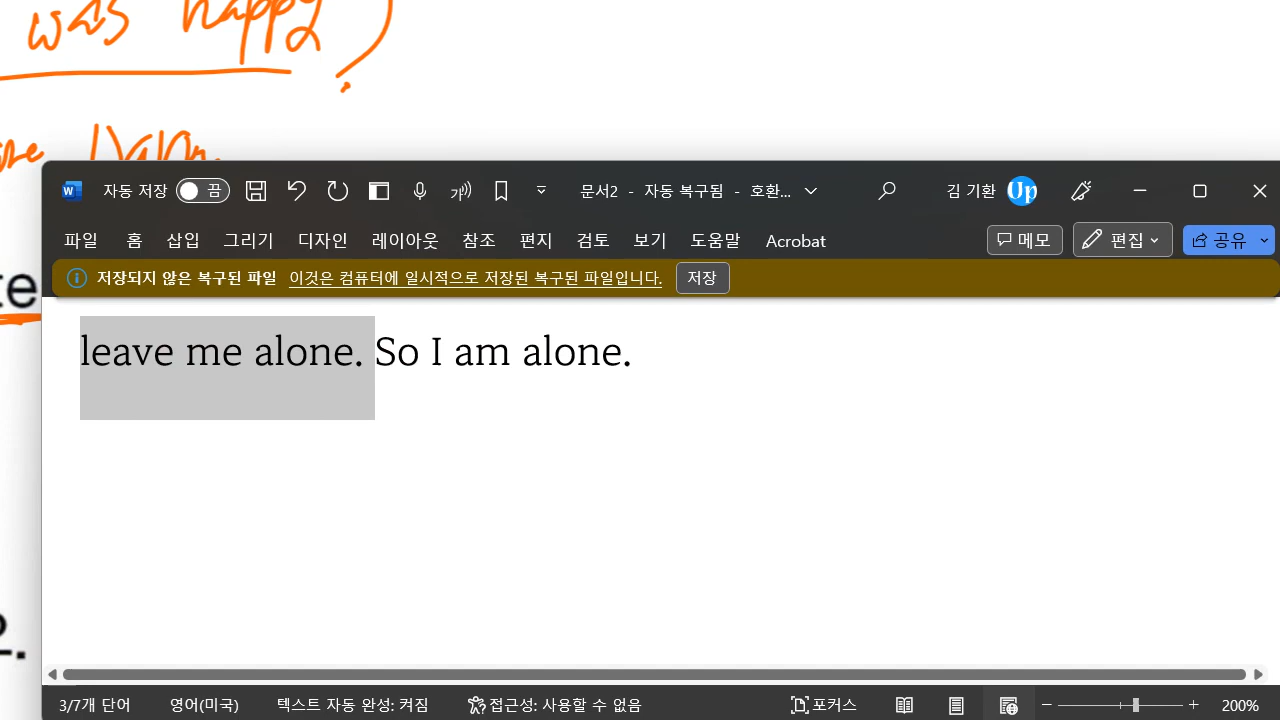 was happy?
자동 저장 끔 가)) 문서2 - 자동 복구됨 - 호환... 김 기환 Up
파일 홈 삽입 그리기 디자인 레이아웃 참조 편지 검토 보기 도움말 Acrobat 메모 편집 공유
te
저장되지 않은 복구된 파일 이것은 컴퓨터에 일시적으로 저장된 복구된 파일입니다. 저장
leave me alone. So I am alone.
3/7개 단어 영어(미국) 텍스트 자동 완성: 켜짐 접근성: 사용할 수 없음 포커스 200%